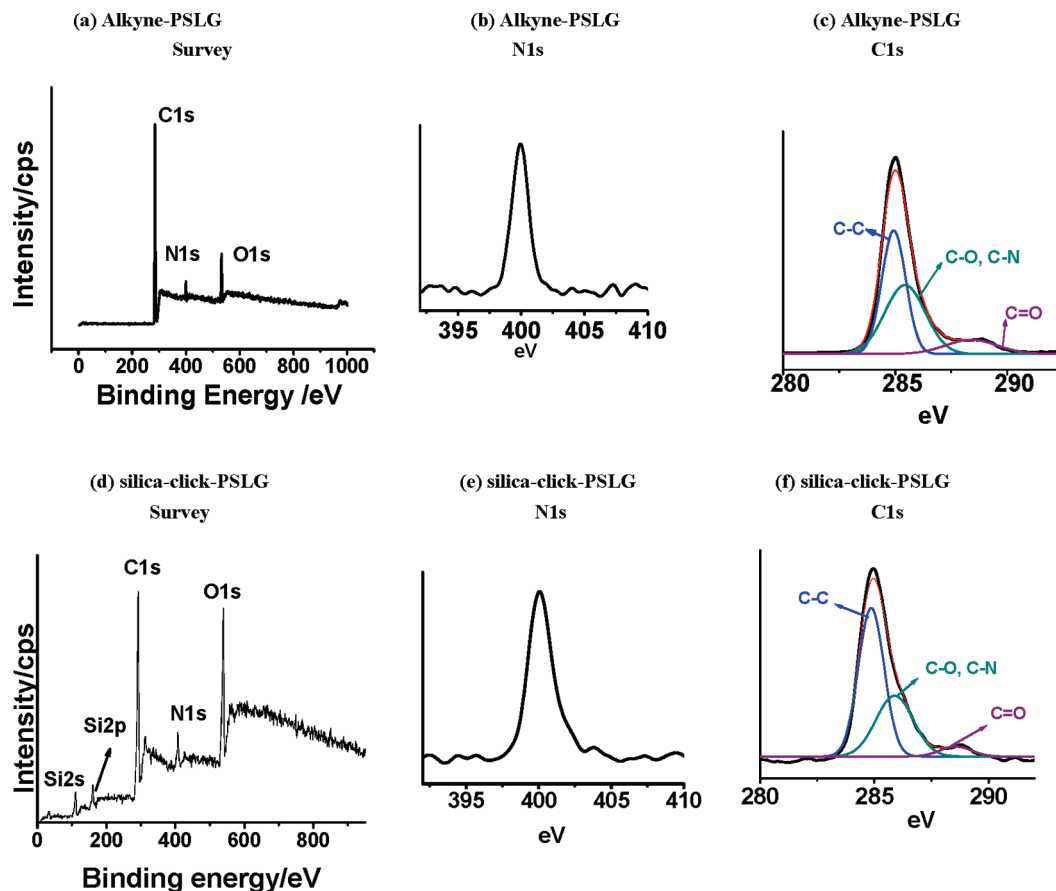 (a) Alkyne-PSLG
Survey
Intensity/cps
C1s
N1s
O1s
0 200 400 600 800 1000
Binding Energy /eV
(b) Alkyne-PSLG
N1s
395 400 405 410
eV
(c) Alkyne-PSLG
C1s
C-C
C-O, C-N
C=O
280 285 290
eV
(d) silica-click-PSLG
Survey
Intensity/cps
C1s
O1s
N1s
Si2p
Si2s
0 200 400 600 800
Binding energy/eV
(e) silica-click-PSLG
N1s
395 400 405 410
eV
(f) silica-click-PSLG
C1s
C-C
C-O, C-N
C=O
280 285 290
eV